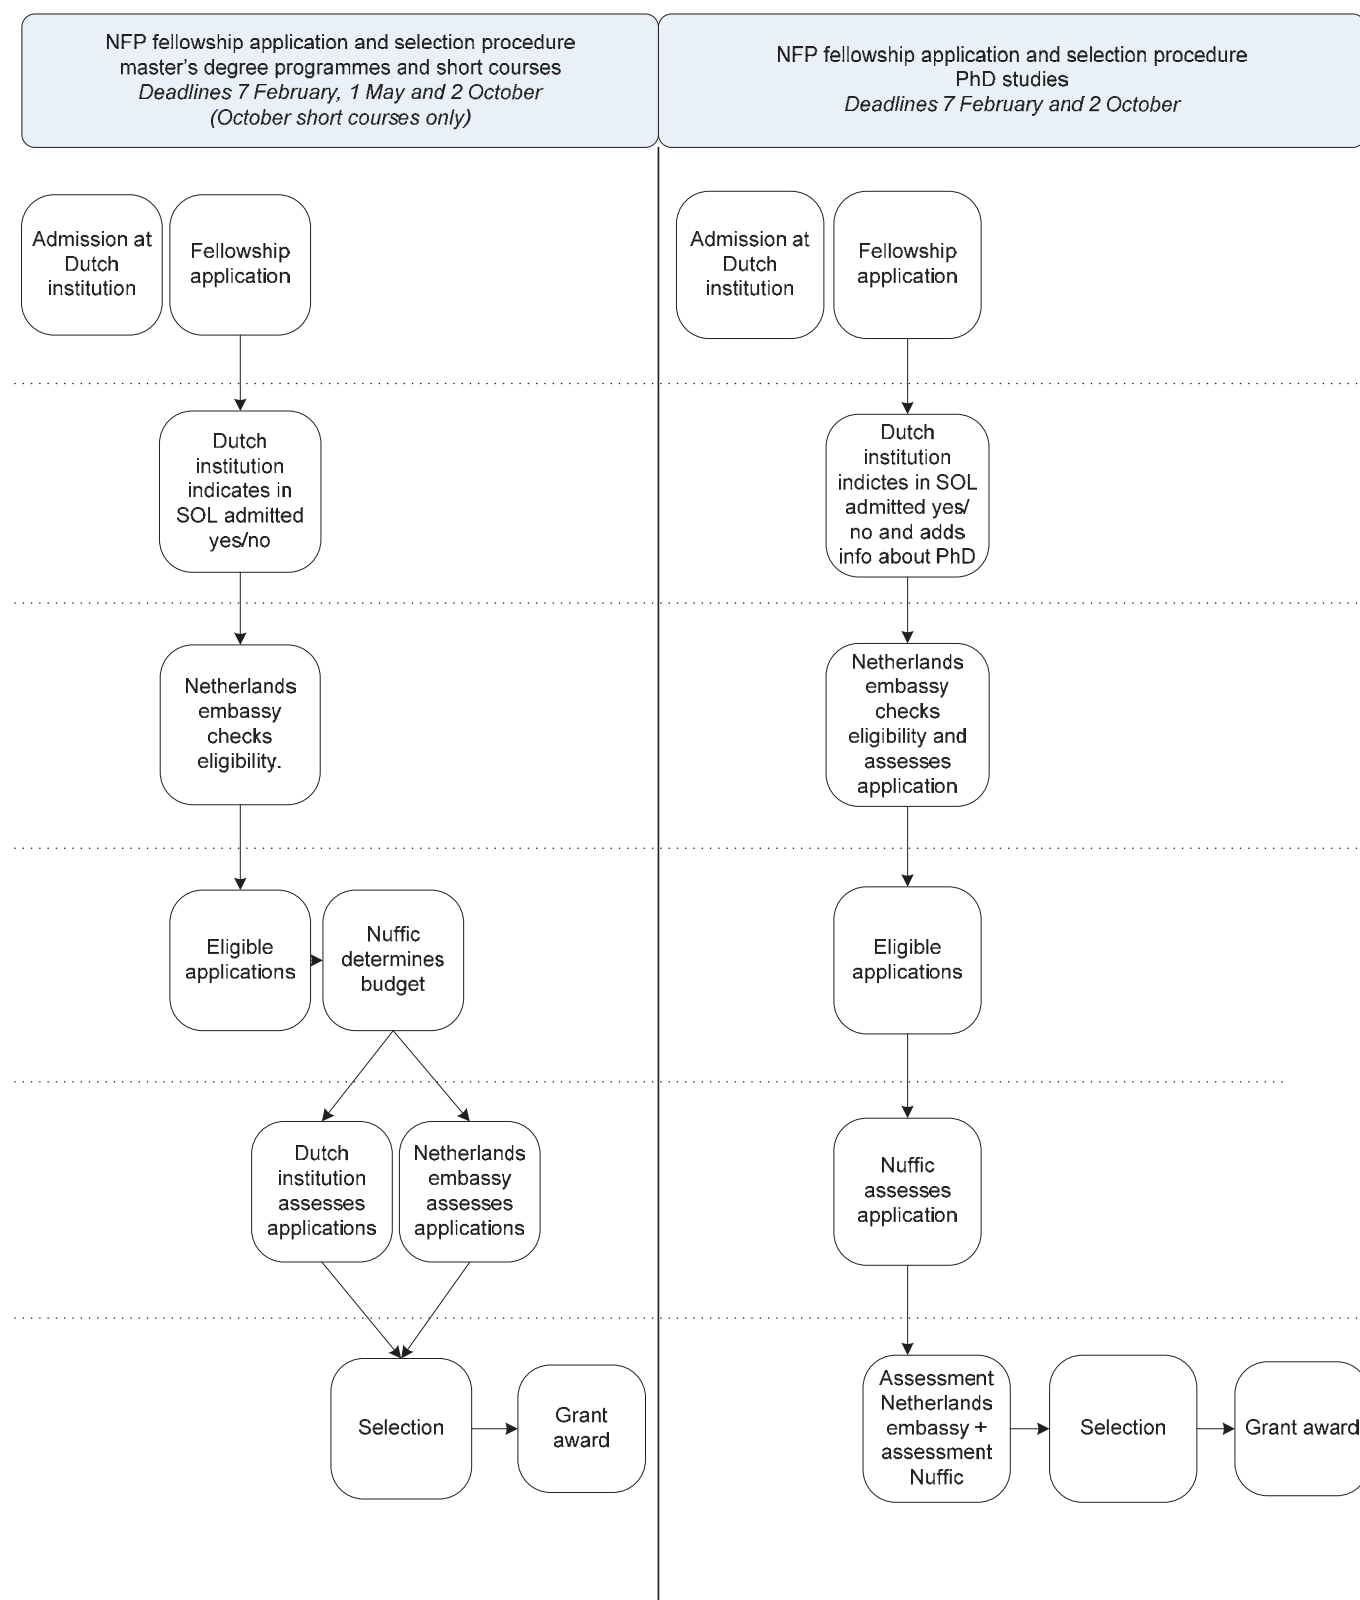 NFP fellowship application and selection procedure
master's degree programmes and short courses
Deadlines 7 February, 1 May and 2 October
(October short courses only)
Admission at
Dutch
institution
Fellowship
application
Dutch
institution
indicates in
SOL admitted
yes/no
Netherlands
embassy
checks
eligibility.
Eligible
applications
Nuffic
determines
budget
Dutch
institution
assesses
applications
Netherlands
embassy
assesses
applications
Selection
Grant
award
NFP fellowship application and selection procedure
PhD studies
Deadlines 7 February and 2 October
Admission at
Dutch
institution
Fellowship
application
Dutch
institution
indictes in SOL
admitted yes/
no and adds
info about PhD
Netherlands
embassy
checks
eligibility and
assesses
application
Eligible
applications
Nuffic
assesses
application
Assessment
Netherlands
embassy +
assessment
Nuffic
Selection
Grant award